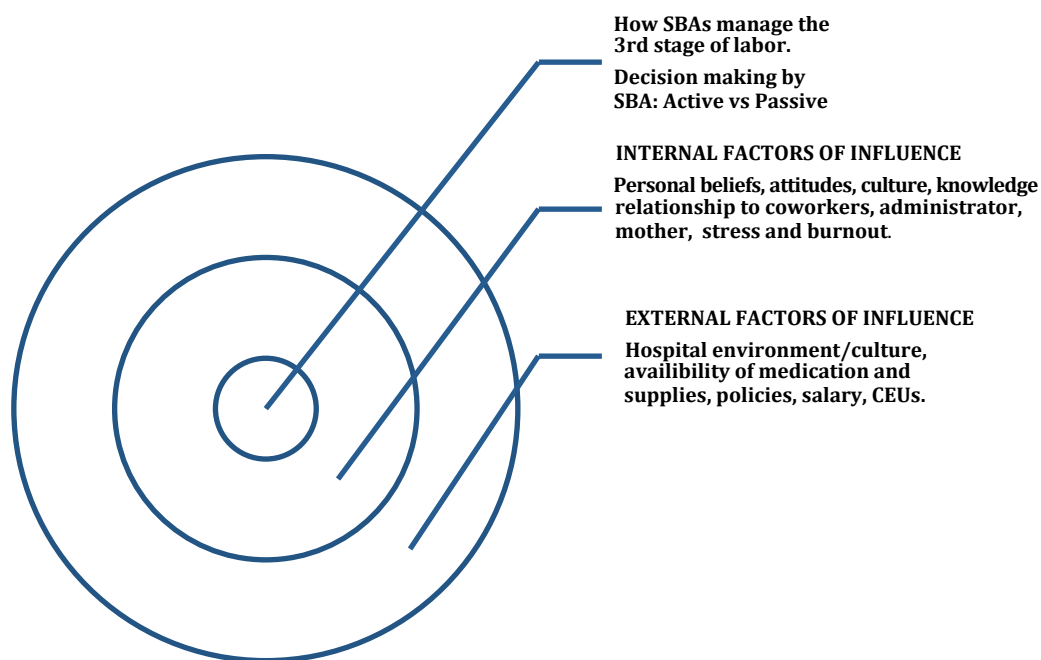 How SBAs manage the
3rd stage of labor.
Decision making by
SBA: Active vs Passive
INTERNAL FACTORS OF INFLUENCE
Personal beliefs, attitudes, culture, knowledge
relationship to coworkers, administrator,
mother, stress and burnout.
EXTERNAL FACTORS OF INFLUENCE
Hospital environment/culture,
availibility of medication and
supplies, policies, salary, CEUs.